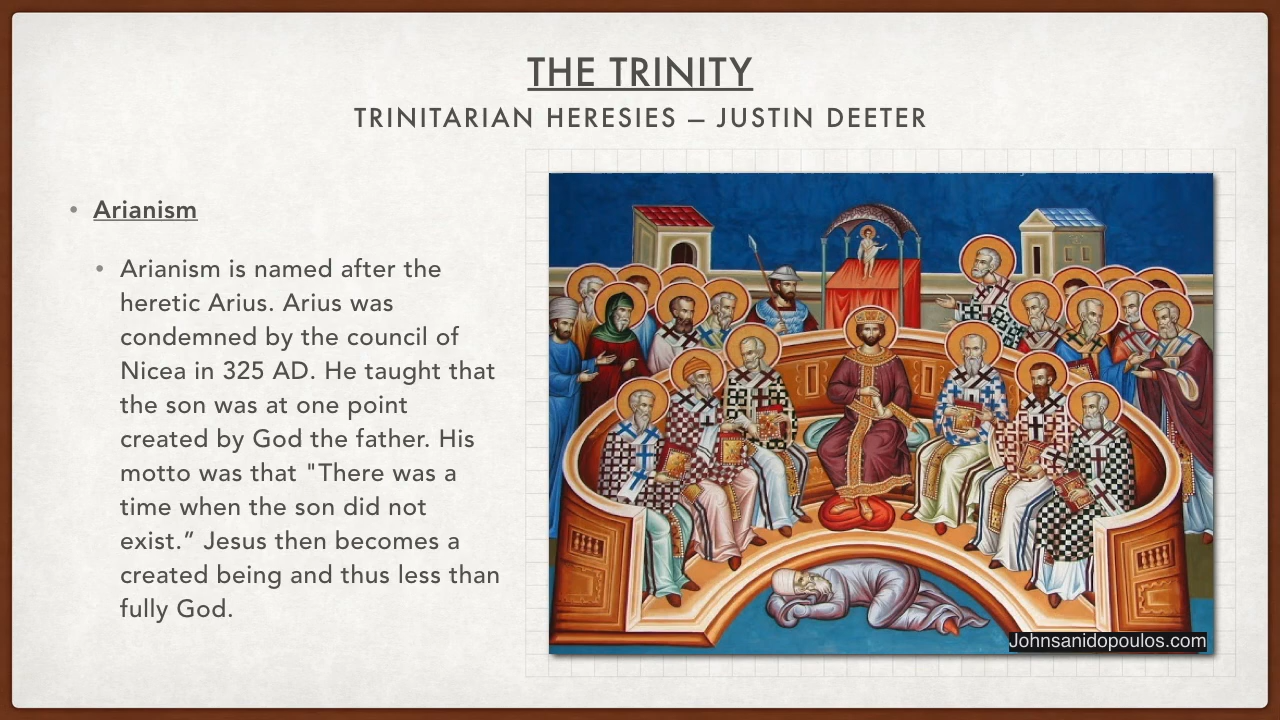 THE TRINITY
TRINITARIAN HERESIES — JUSTIN DEETER
• Arianism
• Arianism is named after the
heretic Arius. Arius was
condemned by the council of
Nicea in 325 AD. He taught that
the son was at one point
created by God the father. His
motto was that "There was a
time when the son did not
exist.” Jesus then becomes a
created being and thus less than
fully God.
Johnsanidopoulos.com